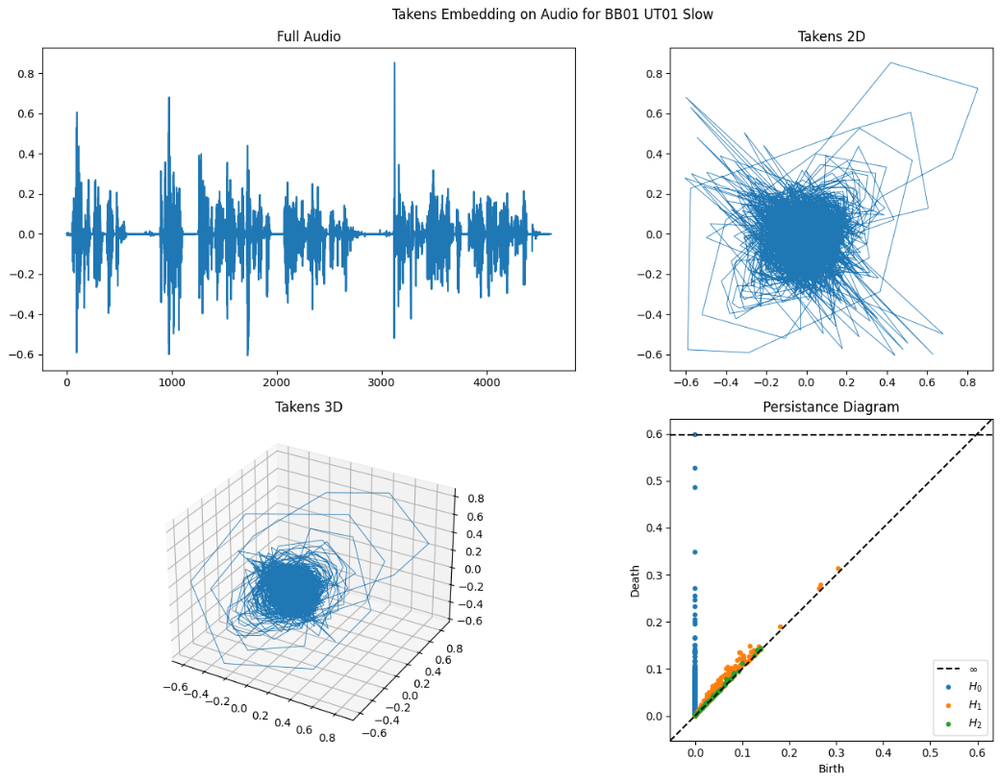 Takens Embedding on Audio for BB01 UT01 Slow
Full Audio
0.8
0.6
0.4
0.2
0.0
−0.2
−0.4
−0.6
0 1000 2000 3000 4000
Takens 2D
0.8
0.6
0.4
0.2
0.0
−0.2
−0.4
−0.6
−0.6 −0.4 −0.2 0.0 0.2 0.4 0.6 0.8
Takens 3D
0.8
0.6
0.4
0.2
0.0
−0.2
−0.4
−0.6
−0.6 −0.4 −0.2 0.0 0.2 0.4 0.6 0.8
−0.6 −0.4 −0.2 0.0 0.2 0.4 0.6 0.8
Persistance Diagram
Death
0.6
0.5
0.4
0.3
0.2
0.1
0.0
0.0 0.1 0.2 0.3 0.4 0.5 0.6
Birth
∞
H₀
H₁
H₂